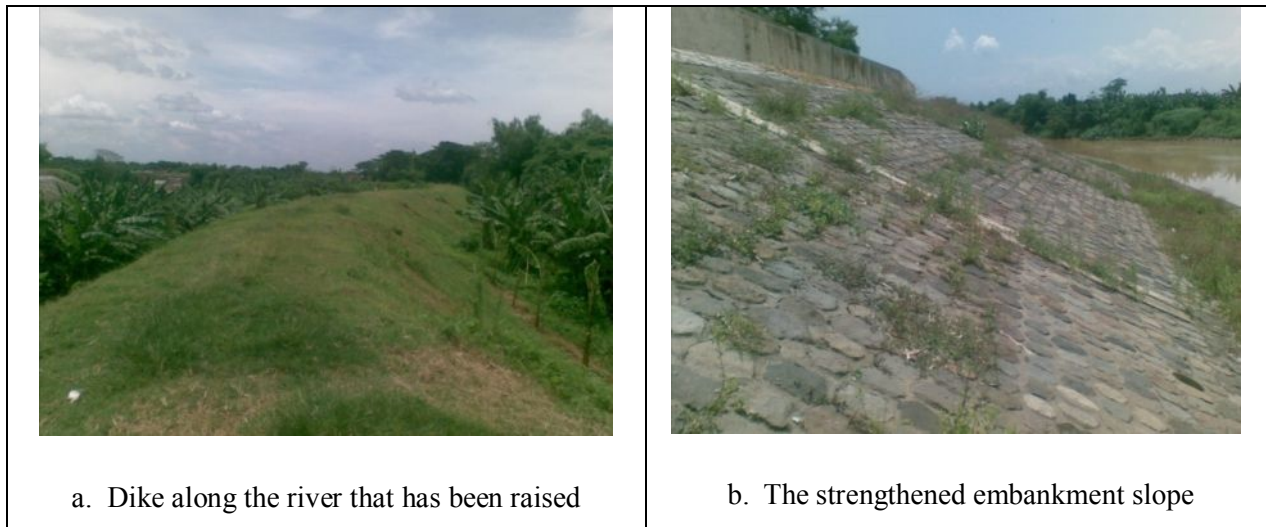 a. Dike along the river that has been raised
b. The strengthened embankment slope